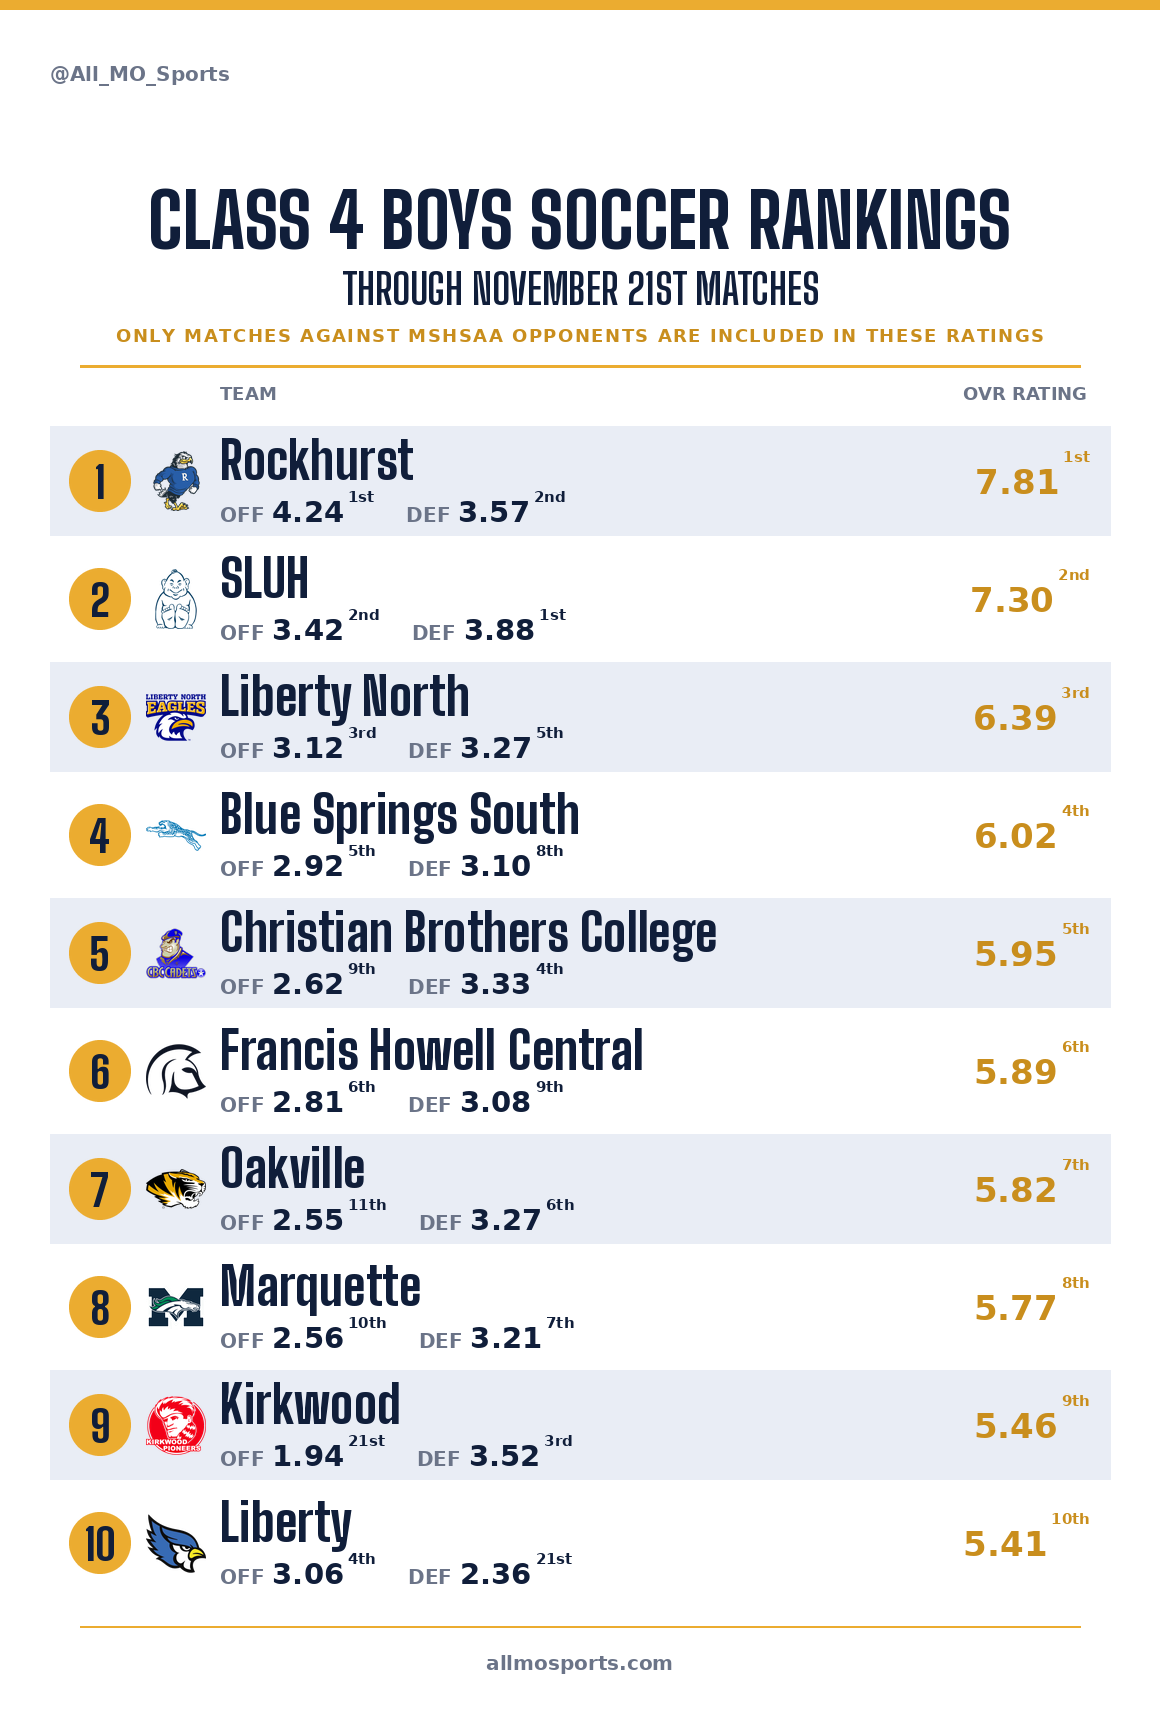 @All_MO_Sports
CLASS 4 BOYS SOCCER RANKINGS
THROUGH NOVEMBER 21ST MATCHES
ONLY MATCHES AGAINST MSHSAA OPPONENTS ARE INCLUDED IN THESE RATINGS
TEAM OVR RATING
1 R Rockhurst 7.81 1st
OFF 4.24 1st DEF 3.57 2nd
2 SLUH 7.30 2nd
OFF 3.42 2nd DEF 3.88 1st
3 LIBERTY NORTH EAGLES Liberty North 6.39 3rd
OFF 3.12 3rd DEF 3.27 5th
4 Blue Springs South 6.02 4th
OFF 2.92 5th DEF 3.10 8th
5 CBC CADETS Christian Brothers College 5.95 5th
OFF 2.62 9th DEF 3.33 4th
6 Francis Howell Central 5.89 6th
OFF 2.81 6th DEF 3.08 9th
7 Oakville 5.82 7th
OFF 2.55 11th DEF 3.27 6th
8 M Marquette 5.77 8th
OFF 2.56 10th DEF 3.21 7th
9 KIRKWOOD PIONEERS Kirkwood 5.46 9th
OFF 1.94 21st DEF 3.52 3rd
10 Liberty 5.41 10th
OFF 3.06 4th DEF 2.36 21st
allmosports.com